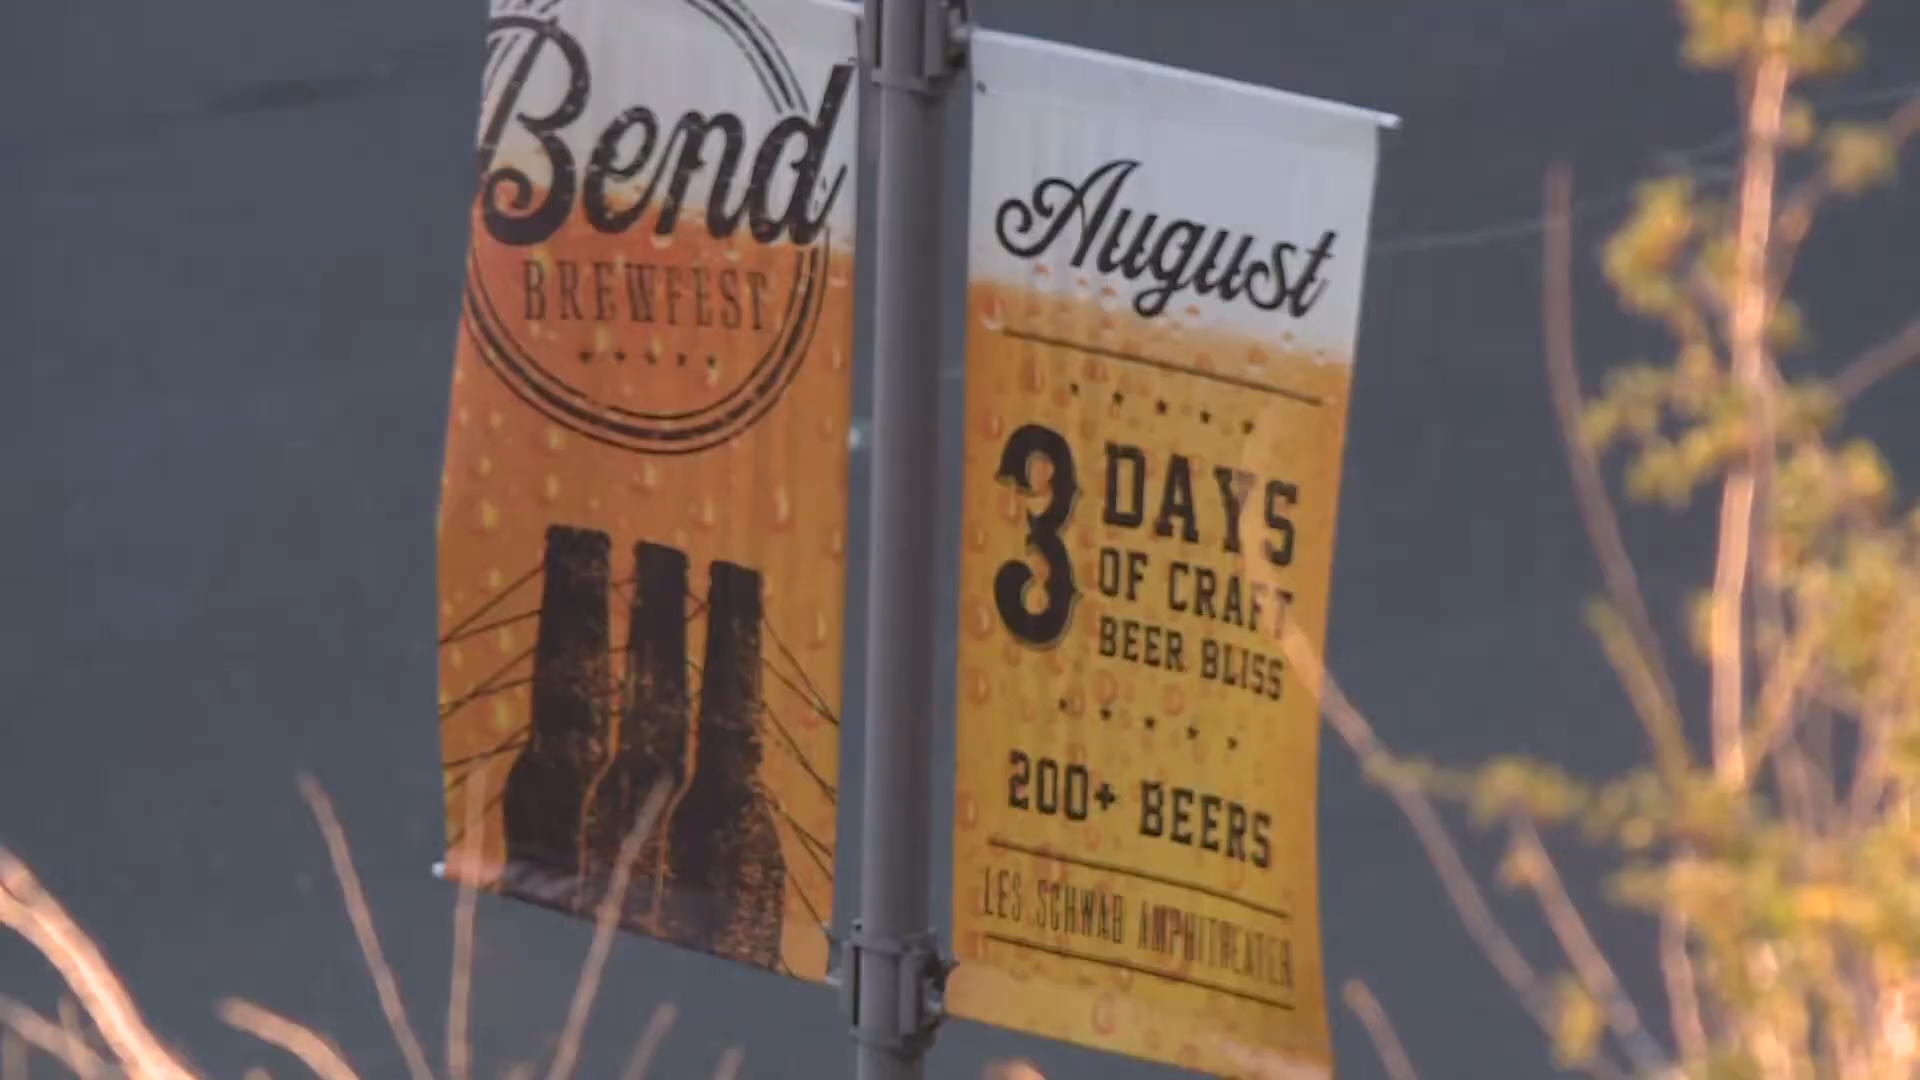 Bend
BREWFEST
August
3 DAYS
OF CRAFT
BEER BLISS
200+ BEERS
LES SCHWAB AMPHITHEATER